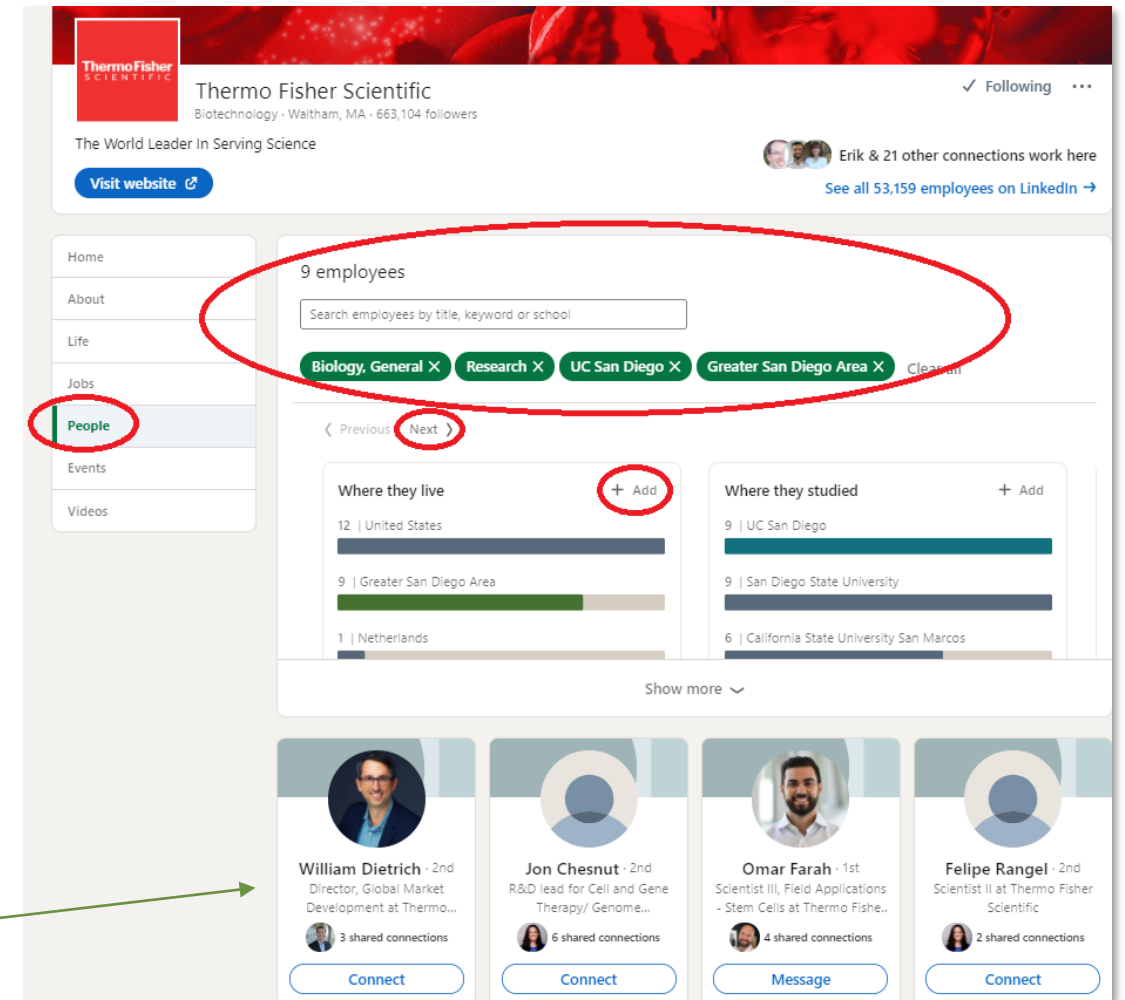 ThermoFisher
SCIENTIFIC
Thermo Fisher Scientific
Biotechnology · Waltham, MA · 663,104 followers
✓ Following ···
The World Leader In Serving Science
Erik & 21 other connections work here
Visit website
See all 53,159 employees on LinkedIn →
Home
About
Life
Jobs
People
Events
Videos
9 employees
Search employees by title, keyword or school
Biology, General X Research X UC San Diego X Greater San Diego Area X Clear all
Previous Next
Where they live + Add
12 | United States
9 | Greater San Diego Area
1 | Netherlands
Where they studied + Add
9 | UC San Diego
9 | San Diego State University
6 | California State University San Marcos
Show more
William Dietrich · 2nd
Director, Global Market
Development at Thermo...
3 shared connections
Connect
Jon Chesnut · 2nd
R&D lead for Cell and Gene
Therapy/ Genome...
6 shared connections
Connect
Omar Farah · 1st
Scientist III, Field Applications
- Stem Cells at Thermo Fishe..
4 shared connections
Message
Felipe Rangel · 2nd
Scientist II at Thermo Fisher
Scientific
2 shared connections
Connect